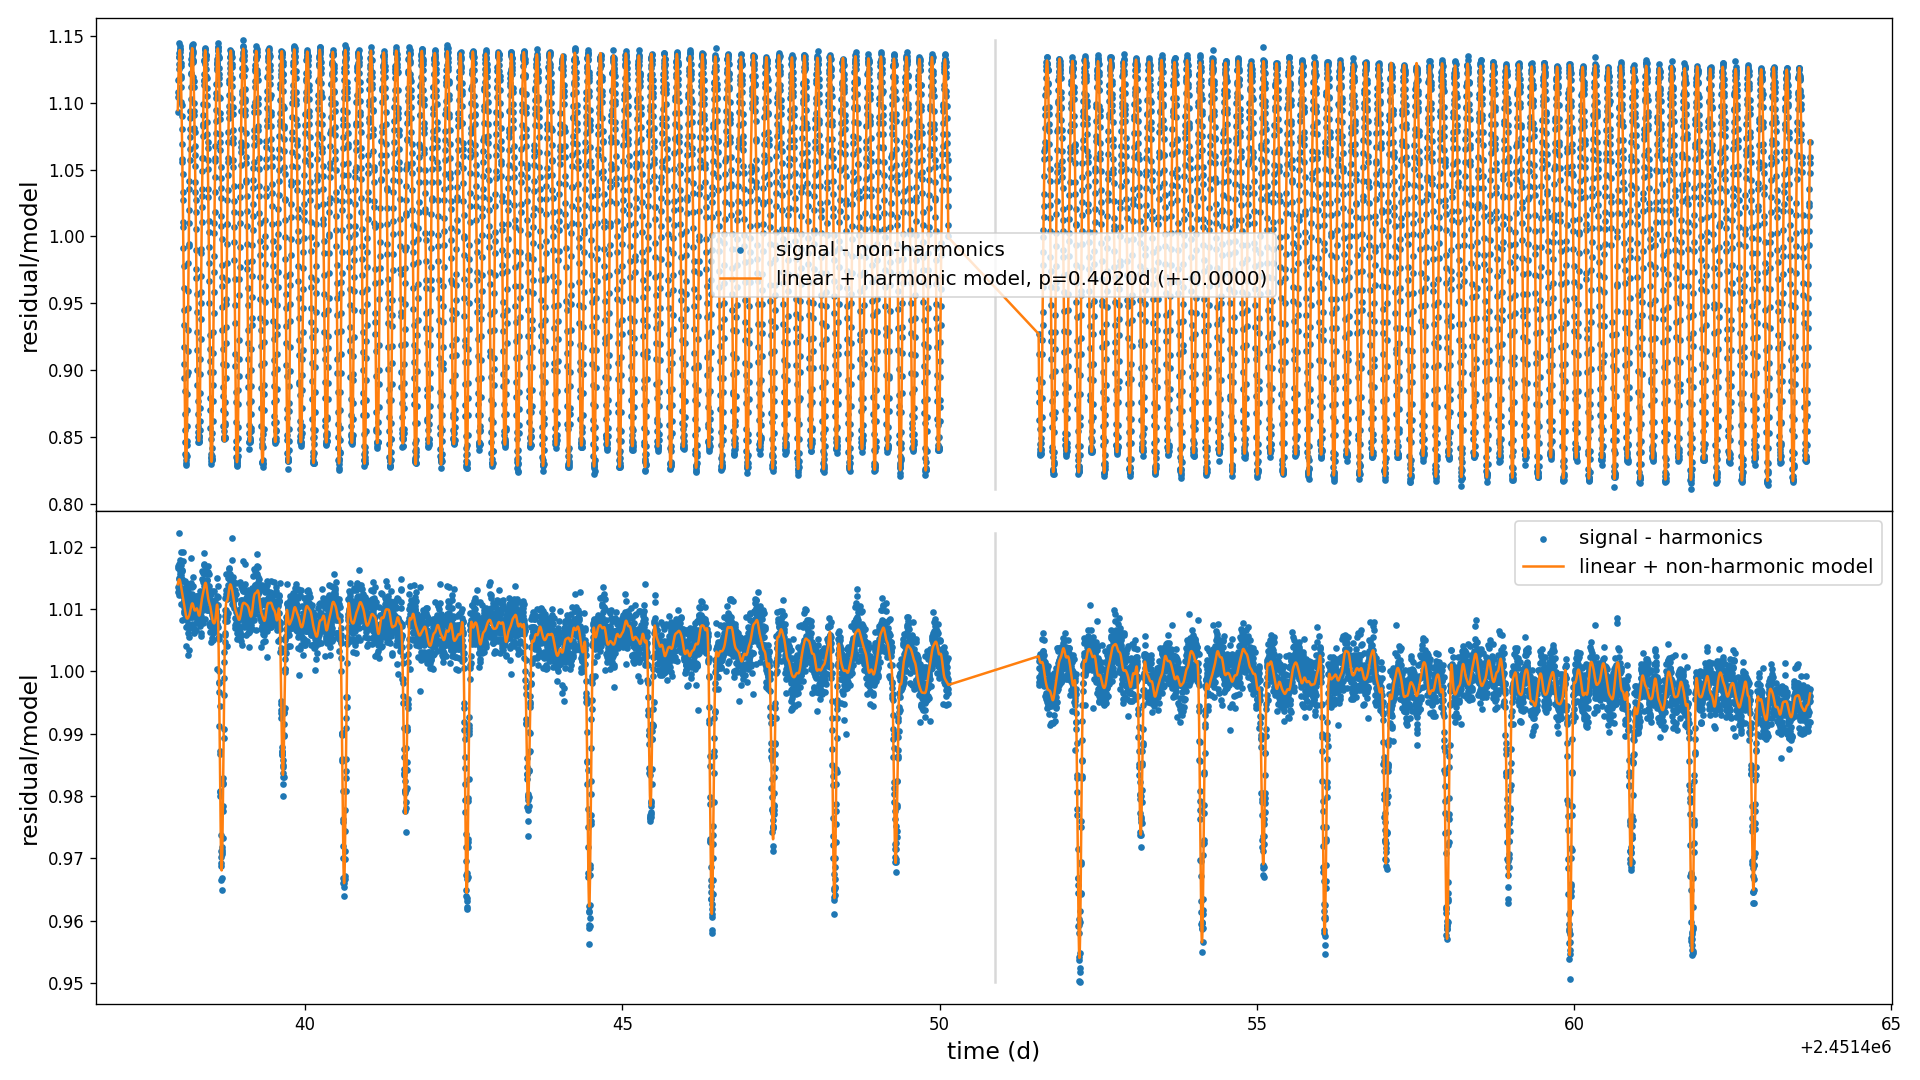 1.15
1.10
1.05
1.00
0.95
0.90
0.85
0.80
residual/model
signal - non-harmonics
linear + harmonic model, p=0.4020d (+-0.0000)
1.02
1.01
1.00
0.99
0.98
0.97
0.96
0.95
residual/model
signal - harmonics
linear + non-harmonic model
40
45
50
55
60
65
time (d)
+2.4514e6